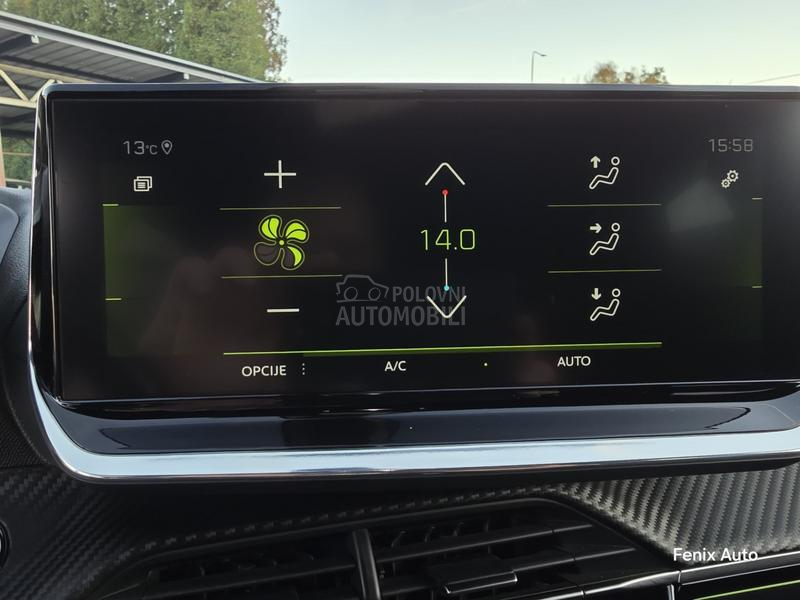 13°C
15:58
14.0
POLOVNI
AUTOMOBILI
OPCIJE
A/C
AUTO
Fenix Auto